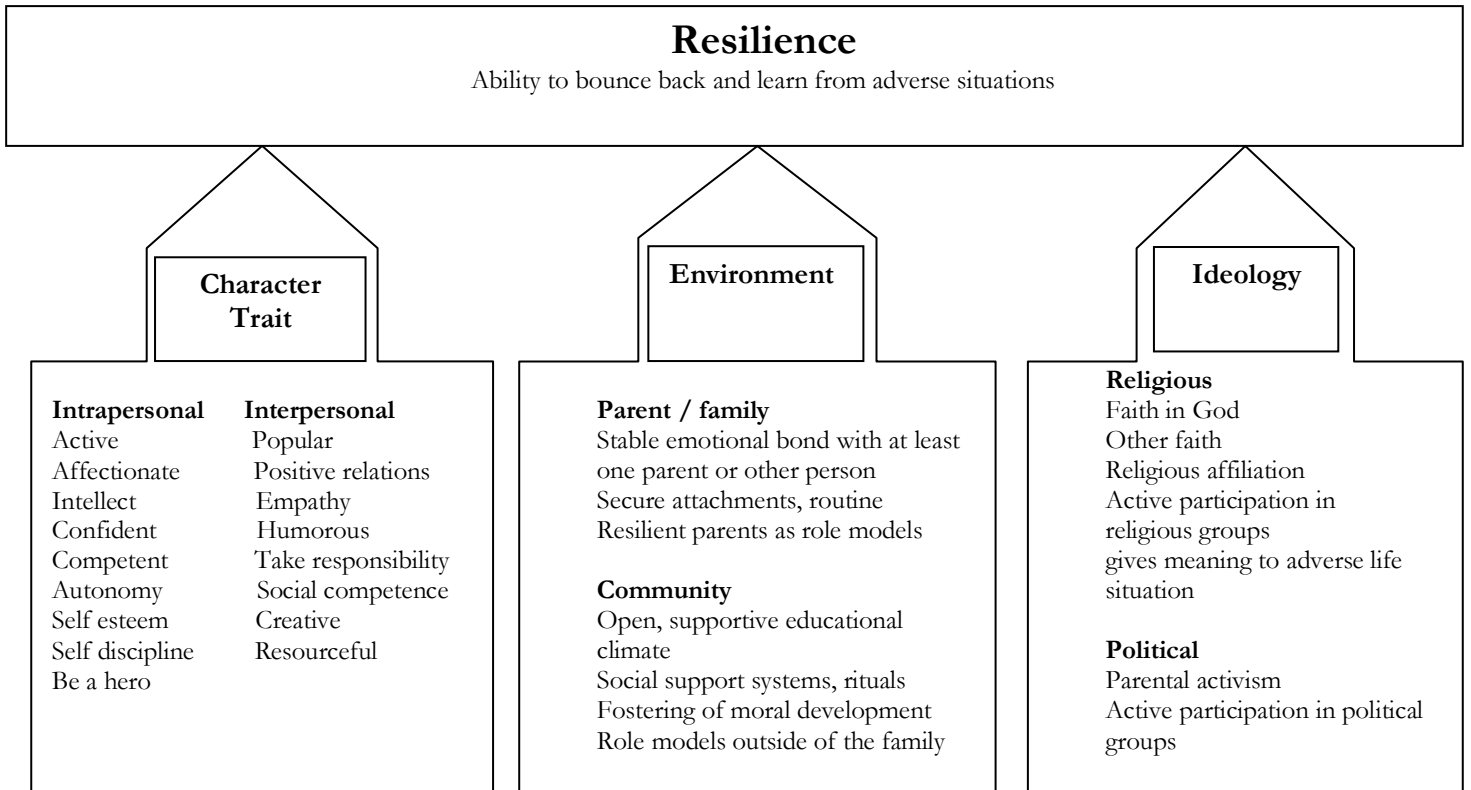 Resilience
Ability to bounce back and learn from adverse situations
Character
Trait
Intrapersonal
Active
Affectionate
Intellect
Confident
Competent
Autonomy
Self esteem
Self discipline
Be a hero
Interpersonal
Popular
Positive relations
Empathy
Humorous
Take responsibility
Social competence
Creative
Resourceful
Environment
Parent / family
Stable emotional bond with at least
one parent or other person
Secure attachments, routine
Resilient parents as role models
Community
Open, supportive educational
climate
Social support systems, rituals
Fostering of moral development
Role models outside of the family
Ideology
Religious
Faith in God
Other faith
Religious affiliation
Active participation in
religious groups
gives meaning to adverse life
situation
Political
Parental activism
Active participation in political
groups